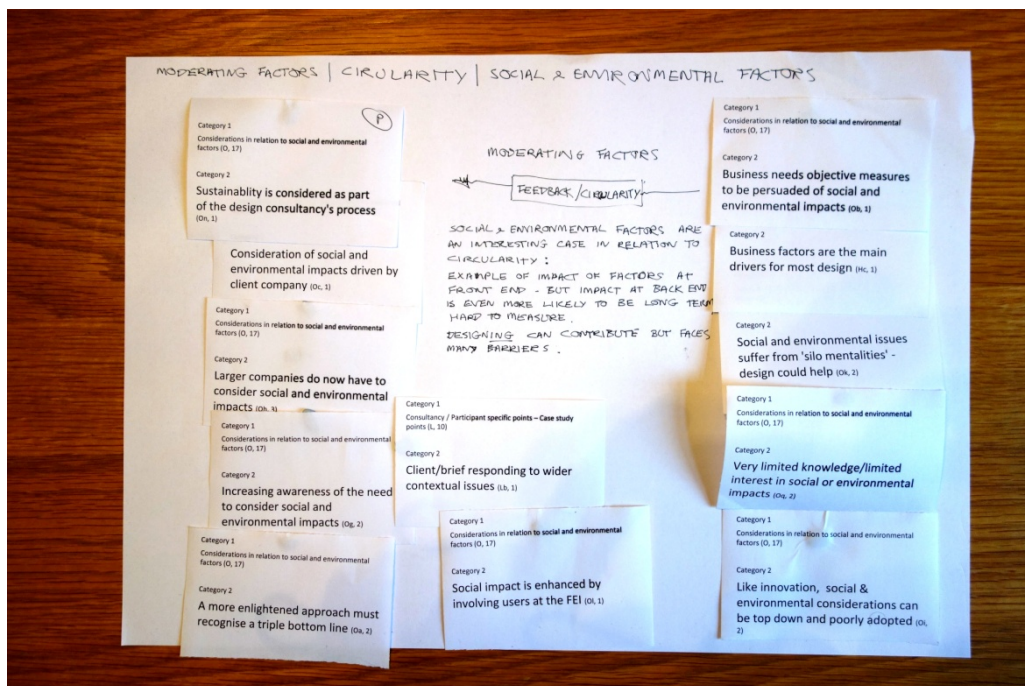 MODERATING FACTORS | CIRULARITY | SOCIAL & ENVIRONMENTAL FACTORS
P
Category 1
Considerations in relation to social and environmental
factors (O, 17)
Category 2
Sustainablity is considered as part
of the design consultancy's process
(On, 1)
Consideration of social and
environmental impacts driven by
client company (Oc, 1)
Category 1
Considerations in relation to social and environmental
factors (O, 17)
Category 2
Larger companies do now have to
consider social and environmental
impacts
Category 1
Considerations in relation to social and environmental
factors (O, 17)
Category 2
Increasing awareness of the need
to consider social and
environmental impacts (Og, 2)
Category 1
Considerations in relation to social and environmental
factors (O, 17)
Category 2
A more enlightened approach must
recognise a triple bottom line (Oa, 2)
MODERATING FACTORS
FEEDBACK/CIRULARITY
SOCIAL & ENVIRONMENTAL FACTORS ARE
AN INTERESTING CASE IN RELATION TO
CIRCULARITY:
EXAMPLE OF IMPACT OF FACTORS AT
FRONT END - BUT IMPACT AT BACK END
IS EVEN MORE LIKELY TO BE LONG TERM
HARD TO MEASURE.
DESIGNING CAN CONTRIBUTE BUT FACES
MANY BARRIERS.
Category 1
Consultancy / Participant specific points – Case study
points (L, 10)
Category 2
Client/brief responding to wider
contextual issues (Lb, 1)
Category 1
Considerations in relation to social and environmental
factors (O, 17)
Category 2
Social impact is enhanced by
involving users at the FEI (Ol, 1)
Category 1
Considerations in relation to social and environmental
factors (O, 17)
Category 2
Business needs objective measures
to be persuaded of social and
environmental impacts (Ob, 1)
Category 2
Business factors are the main
drivers for most design (Hc, 1)
Category 2
Social and environmental issues
suffer from 'silo mentalities' -
design could help (Ok, 2)
Category 1
Considerations in relation to social and environmental
factors (O, 17)
Category 2
Very limited knowledge/limited
interest in social or environmental
impacts (Oq, 2)
Category 1
Considerations in relation to social and environmental
factors (O, 17)
Category 2
Like innovation, social &
environmental considerations can
be top down and poorly adopted (Oi,
2)